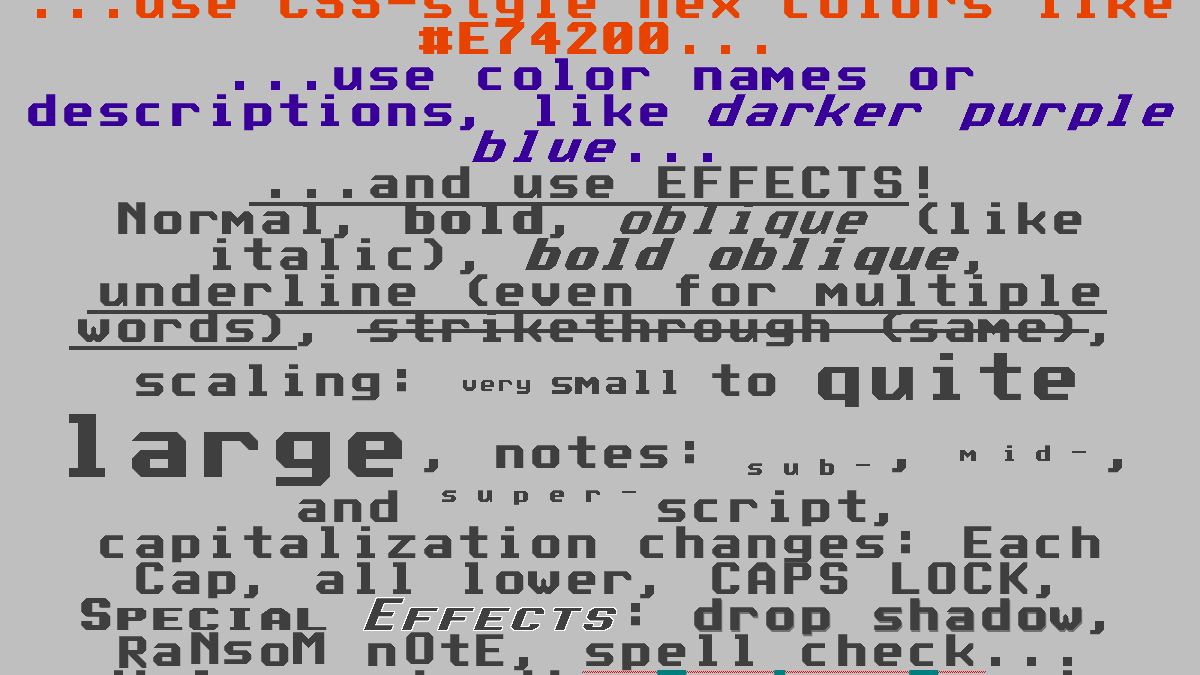 ...use CSS-style hex colors like
#E74200...
...use color names or
descriptions, like darker purple
blue...
...and use EFFECTS!
Normal, bold, oblique (like
italic), bold oblique,
underline (even for multiple
words), strikethrough (same),
scaling: very small to quite
large, notes: sub-, mid-,
and super-script,
capitalization changes: Each
Cap, all lower, CAPS LOCK,
Special Effects: drop shadow,
RaNsoM nOtE, spell check...